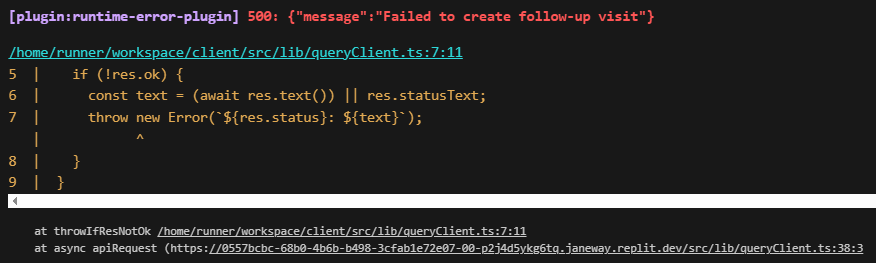 [plugin:runtime-error-plugin] 500: {"message":"Failed to create follow-up visit"}
/home/runner/workspace/client/src/lib/queryClient.ts:7:11
5  |    if (!res.ok) {
6  |      const text = (await res.text()) || res.statusText;
7  |      throw new Error(`${res.status}: ${text}`);
   |            ^
8  |    }
9  |  }
at throwIfResNotOk /home/runner/workspace/client/src/lib/queryClient.ts:7:11
at async apiRequest (https://0557bcbc-68b0-4b6b-b498-3cfab1e72e07-00-p2j4d5ykg6tq.janeway.replit.dev/src/lib/queryClient.ts:38:3